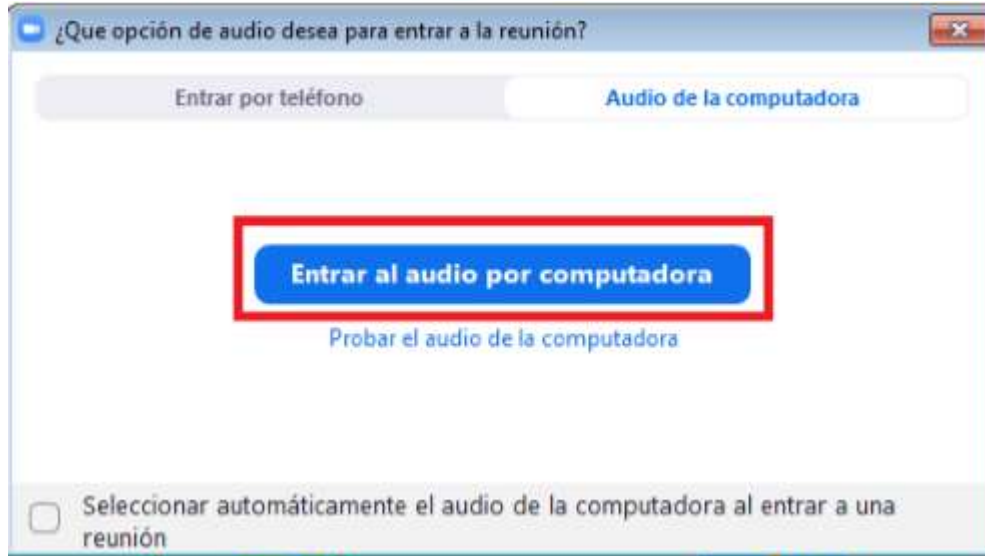 ¿Que opción de audio desea para entrar a la reunión?
Entrar por teléfono
Audio de la computadora
Entrar al audio por computadora
Probar el audio de la computadora
Seleccionar automáticamente el audio de la computadora al entrar a una
reunión